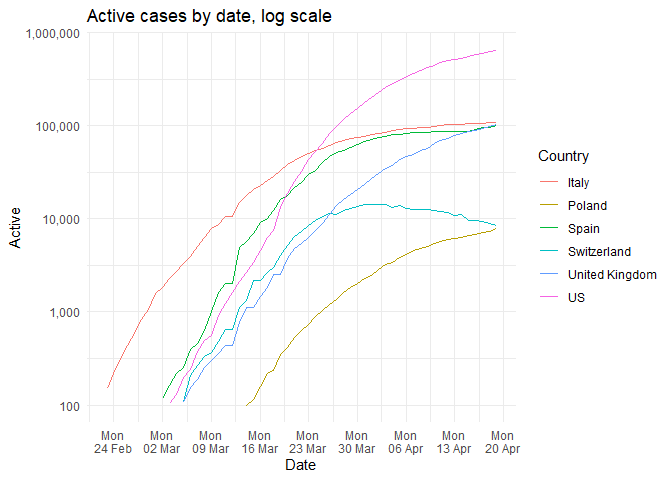 Active cases by date, log scale
1,000,000
100,000
10,000
1,000
100
Active
Mon
24 Feb
Mon
02 Mar
Mon
09 Mar
Mon
16 Mar
Mon
23 Mar
Mon
30 Mar
Mon
06 Apr
Mon
13 Apr
Mon
20 Apr
Date
Country
Italy
Poland
Spain
Switzerland
United Kingdom
US